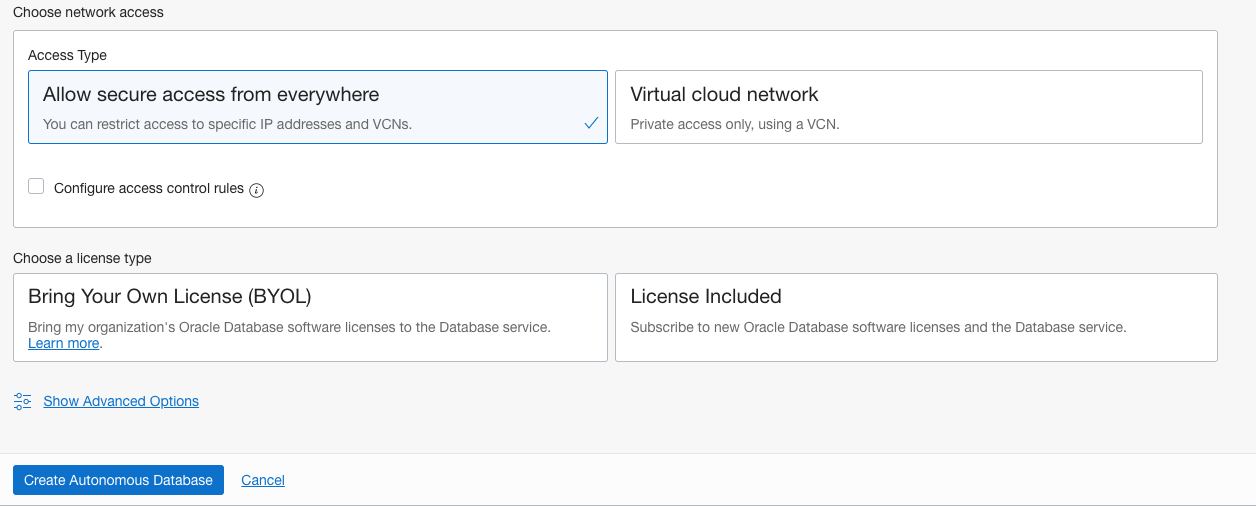 Choose network access
Access Type
Allow secure access from everywhere
You can restrict access to specific IP addresses and VCNs.
Virtual cloud network
Private access only, using a VCN.
Configure access control rules i
Choose a license type
Bring Your Own License (BYOL)
Bring my organization's Oracle Database software licenses to the Database service.
Learn more.
License Included
Subscribe to new Oracle Database software licenses and the Database service.
Show Advanced Options
Create Autonomous Database
Cancel